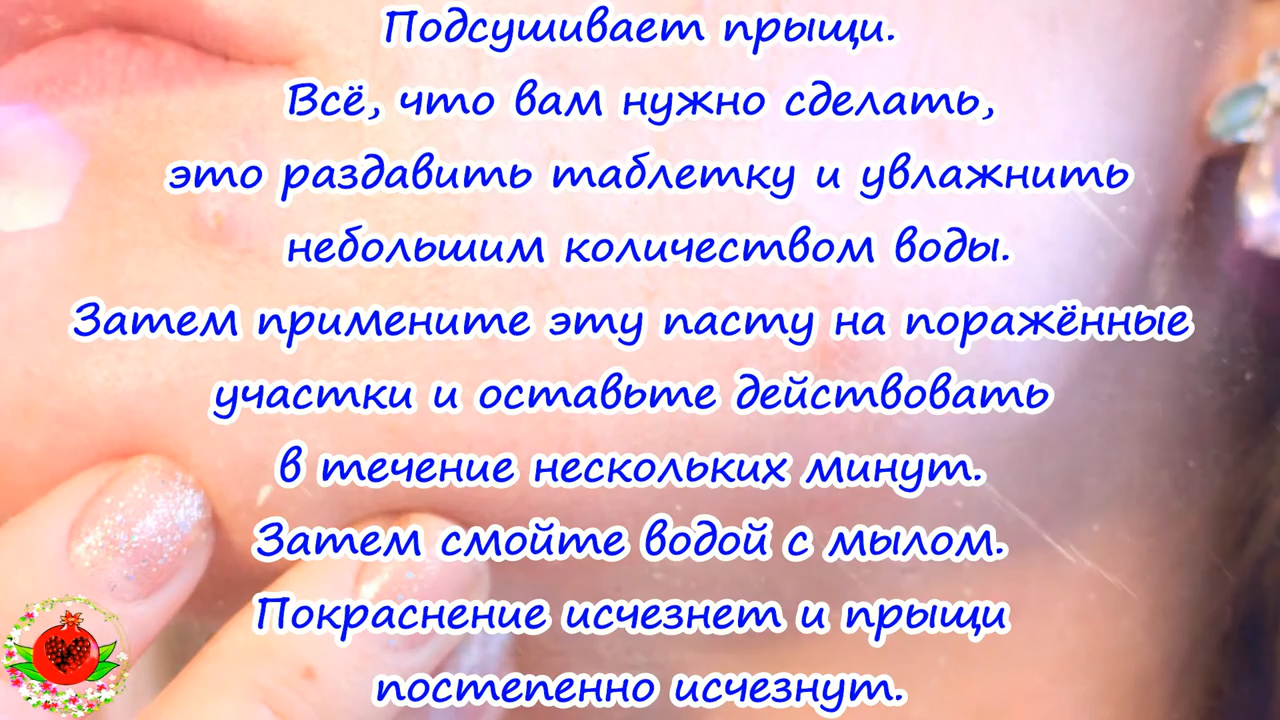 Подсушивает прыщи.
Всё, что вам нужно сделать,
это раздавить таблетку и увлажнить
небольшим количеством воды.
Затем примените эту пасту на поражённые
участки и оставьте действовать
в течение нескольких минут.
Затем смойте водой с мылом.
Покраснение исчезнет и прыщи
постепенно исчезнут.